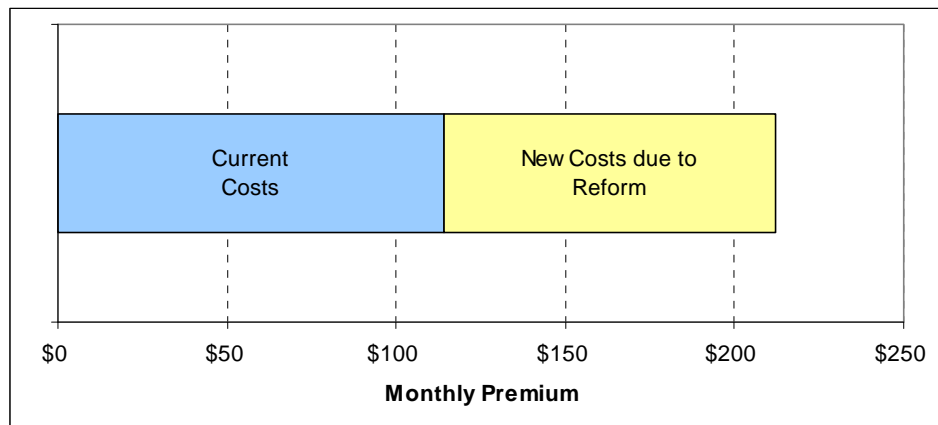 Current
Costs
New Costs due to
Reform
$0 $50 $100 $150 $200 $250
Monthly Premium